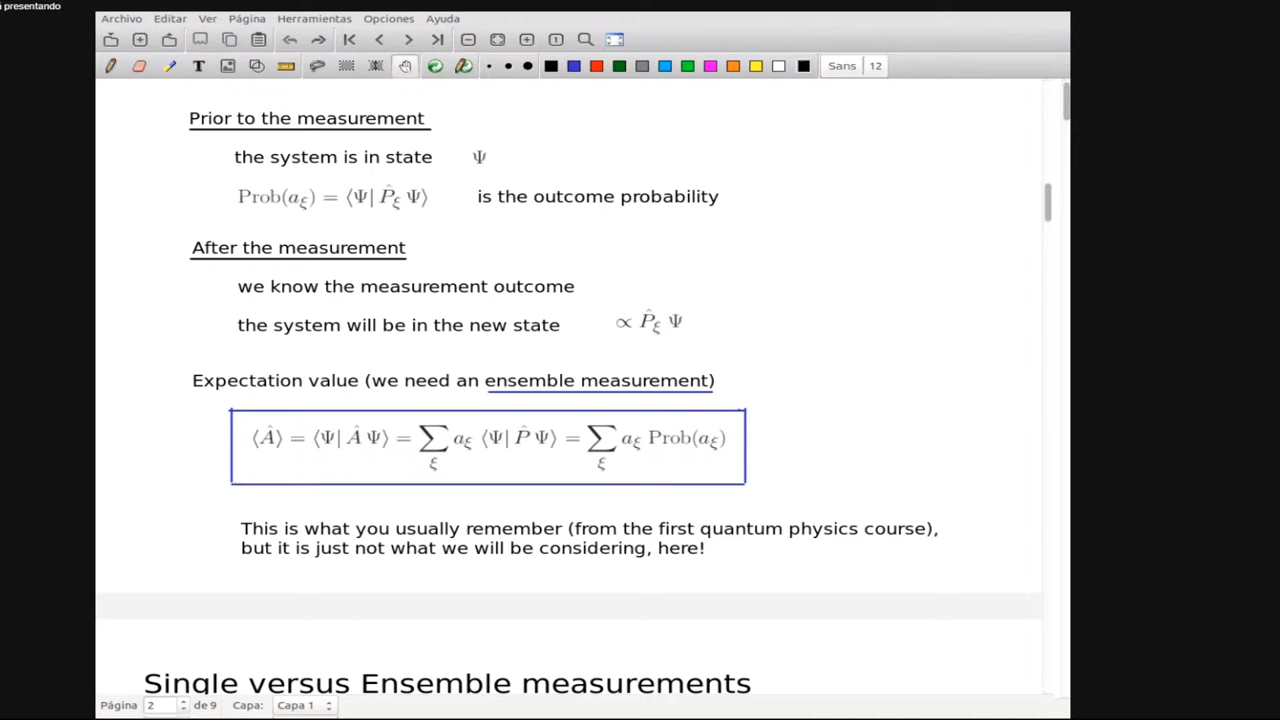 á presentando
Archivo Editar Ver Página Herramientas Opciones Ayuda
T Sans 12
Prior to the measurement
the system is in state Ψ
Prob(a_ξ) = ⟨Ψ| P̂_ξ Ψ⟩ is the outcome probability
After the measurement
we know the measurement outcome
the system will be in the new state ∝ P̂_ξ Ψ
Expectation value (we need an ensemble measurement)
⟨Â⟩ = ⟨Ψ| Â Ψ⟩ = ∑_ξ a_ξ ⟨Ψ| P̂ Ψ⟩ = ∑_ξ a_ξ Prob(a_ξ)
This is what you usually remember (from the first quantum physics course),
but it is just not what we will be considering, here!
Single versus Ensemble measurements
Página 2 de 9 Capa: Capa 1